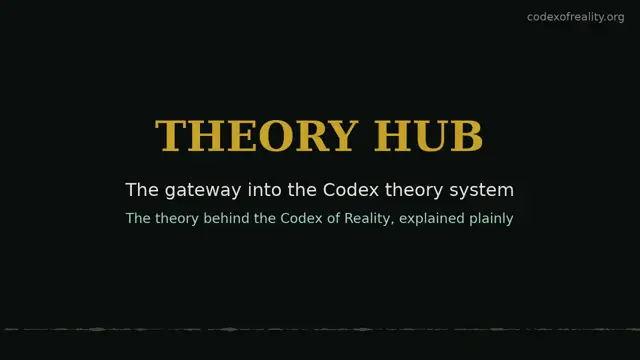 codexofreality.org
THEORY HUB
The gateway into the Codex theory system
The theory behind the Codex of Reality, explained plainly